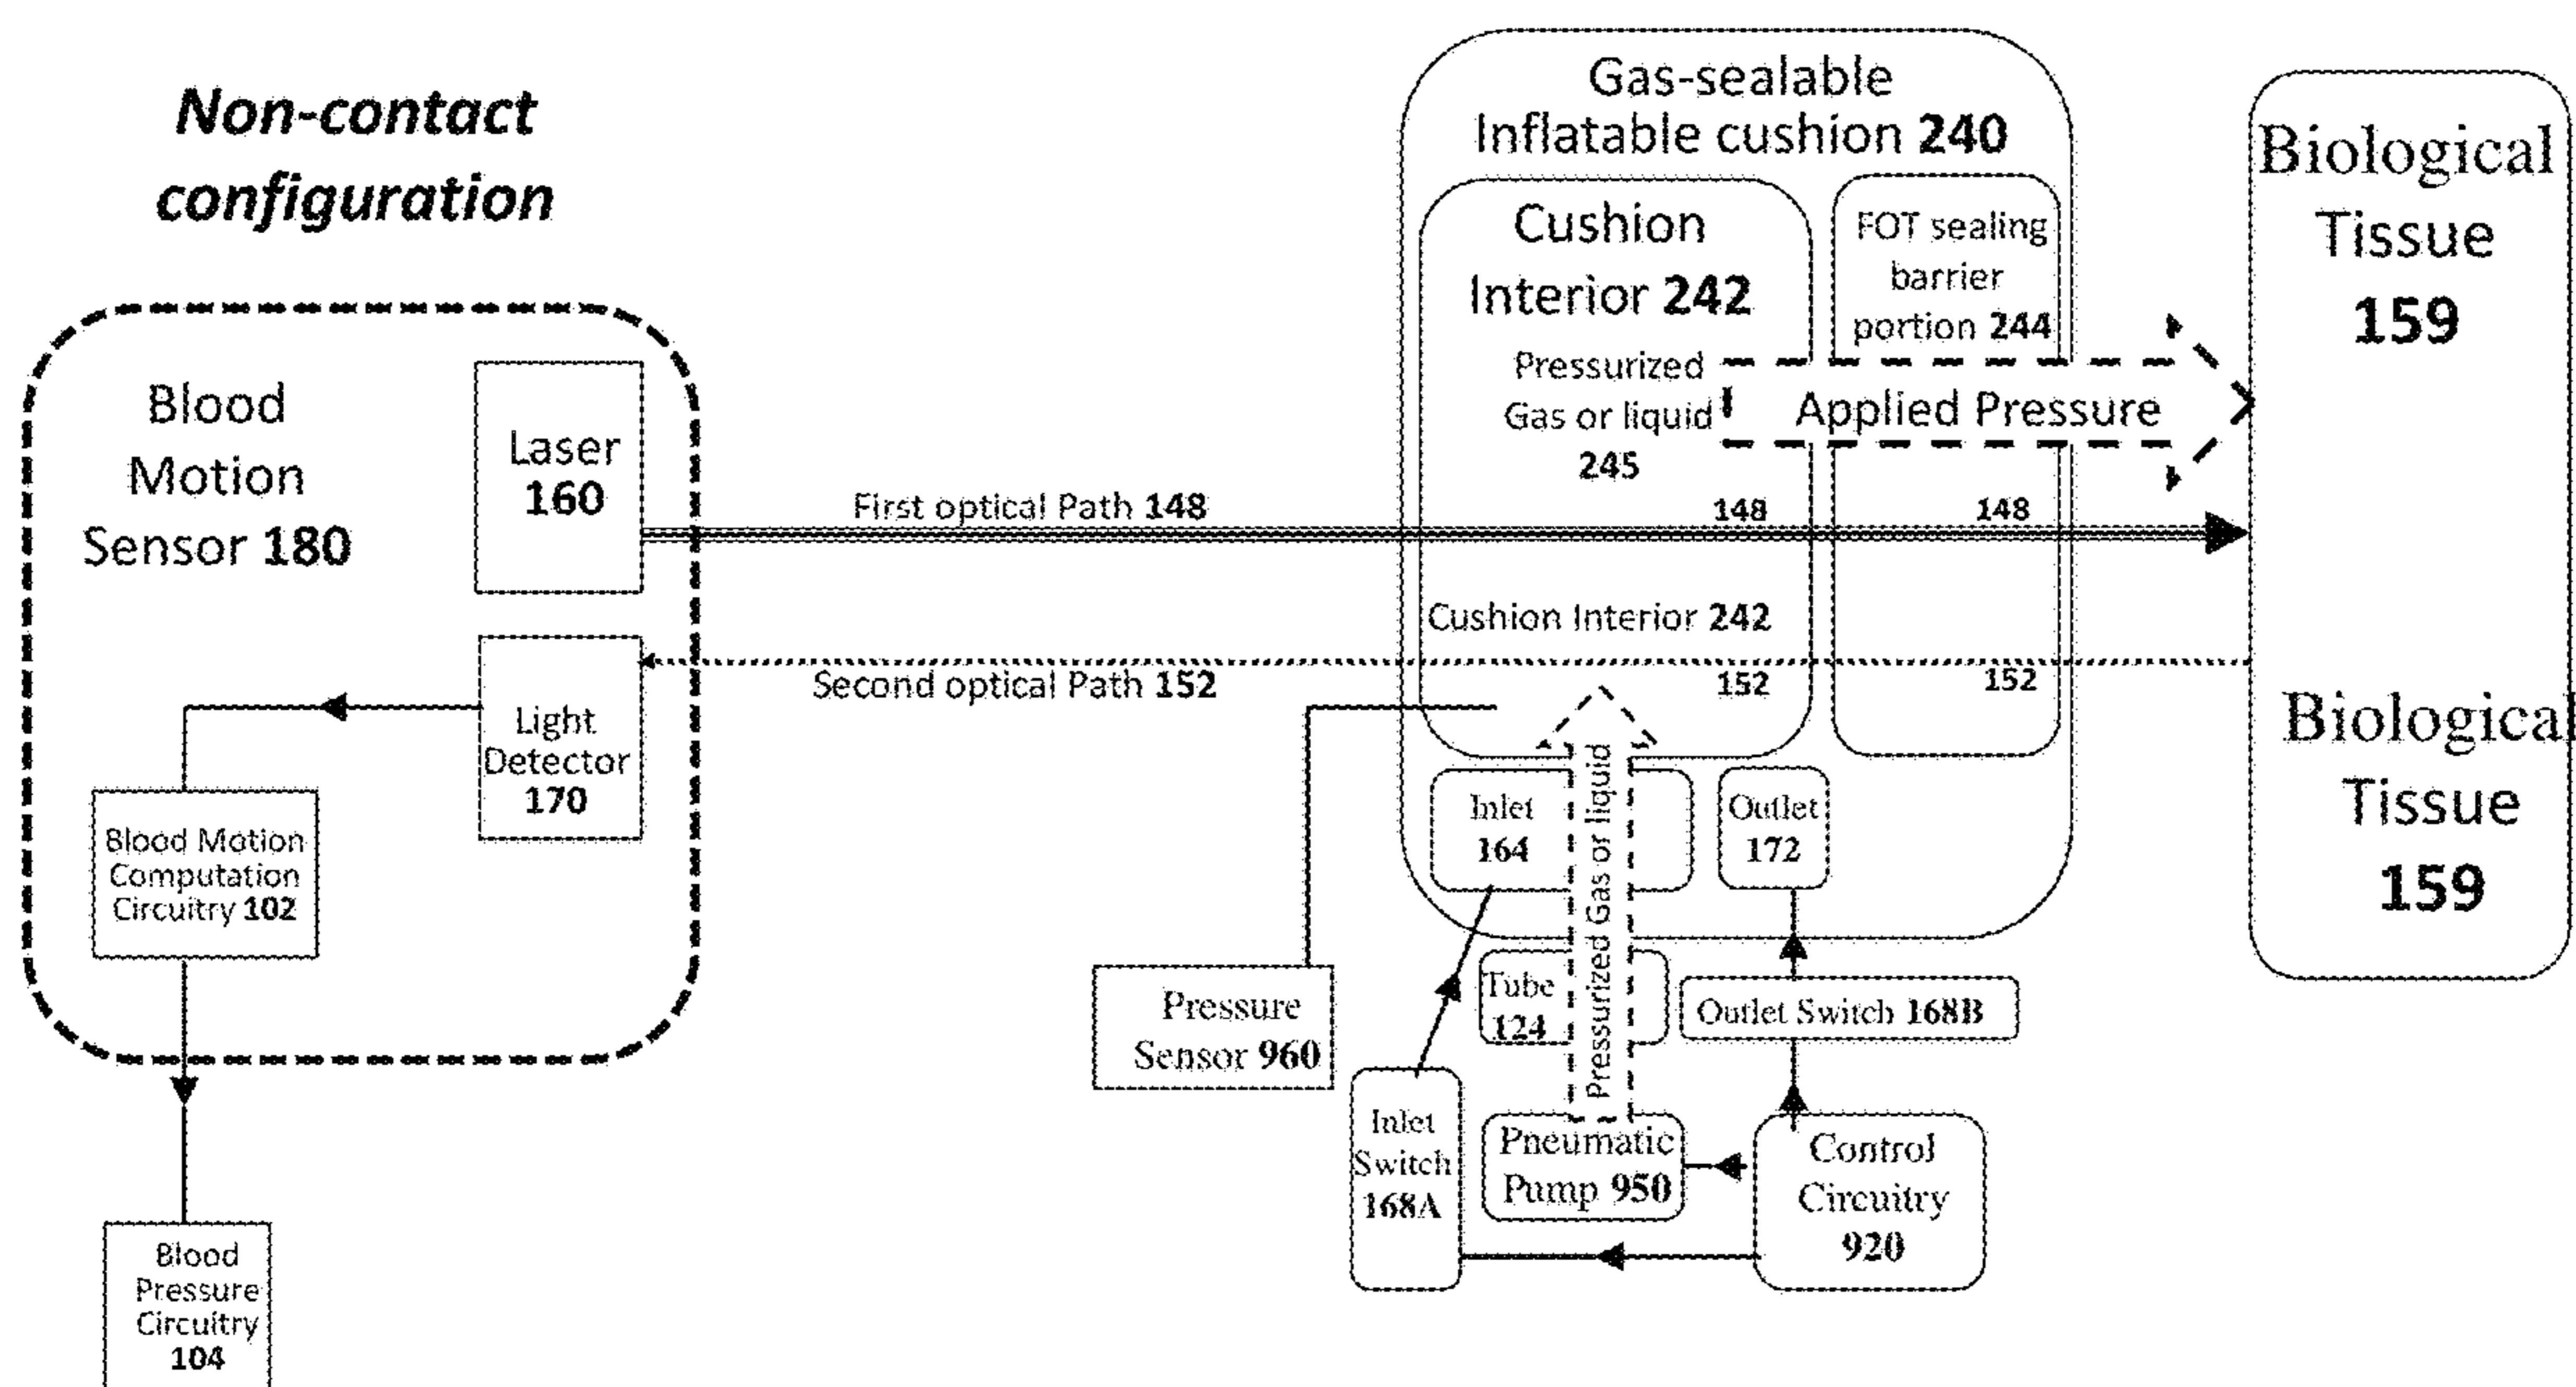 Non-contact
configuration
Blood
Motion
Sensor 180
Laser
160
Light
Detector
170
Blood Motion
Computation
Circuitry 102
Blood
Pressure
Circuitry
104
First optical Path 148
Second optical Path 152
Gas-sealable
Inflatable cushion 240
Cushion
Interior 242
Pressurized
Gas or liquid
245
148
Cushion Interior 242
152
FOT sealing
barrier
portion 244
Applied Pressure
148
152
Biological
Tissue
159
Biological
Tissue
159
Inlet
164
Pressurized Gas or liquid
Outlet
172
Tube
124
Outlet Switch 168B
Pressure
Sensor 960
Inlet
Switch
168A
Pneumatic
Pump 950
Control
Circuitry
920